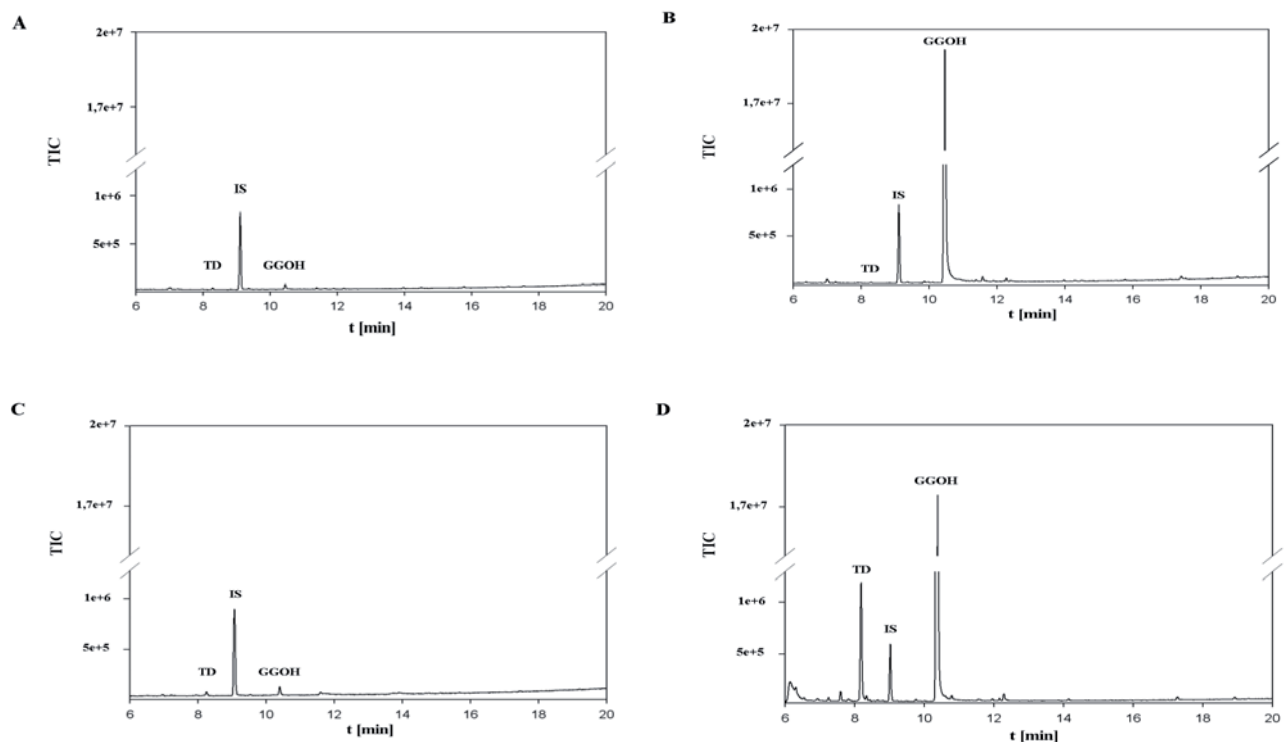 A
2e+7
1,7e+7
TIC
1e+6
5e+5
IS
TD
GGOH
6 8 10 12 14 16 18 20
t [min]
B
2e+7
1,7e+7
TIC
1e+6
5e+5
GGOH
IS
TD
6 8 10 12 14 16 18 20
t [min]
C
2e+7
1,7e+7
TIC
1e+6
5e+5
IS
TD
GGOH
6 8 10 12 14 16 18 20
t [min]
D
2e+7
1,7e+7
TIC
1e+6
5e+5
GGOH
TD
IS
6 8 10 12 14 16 18 20
t [min]